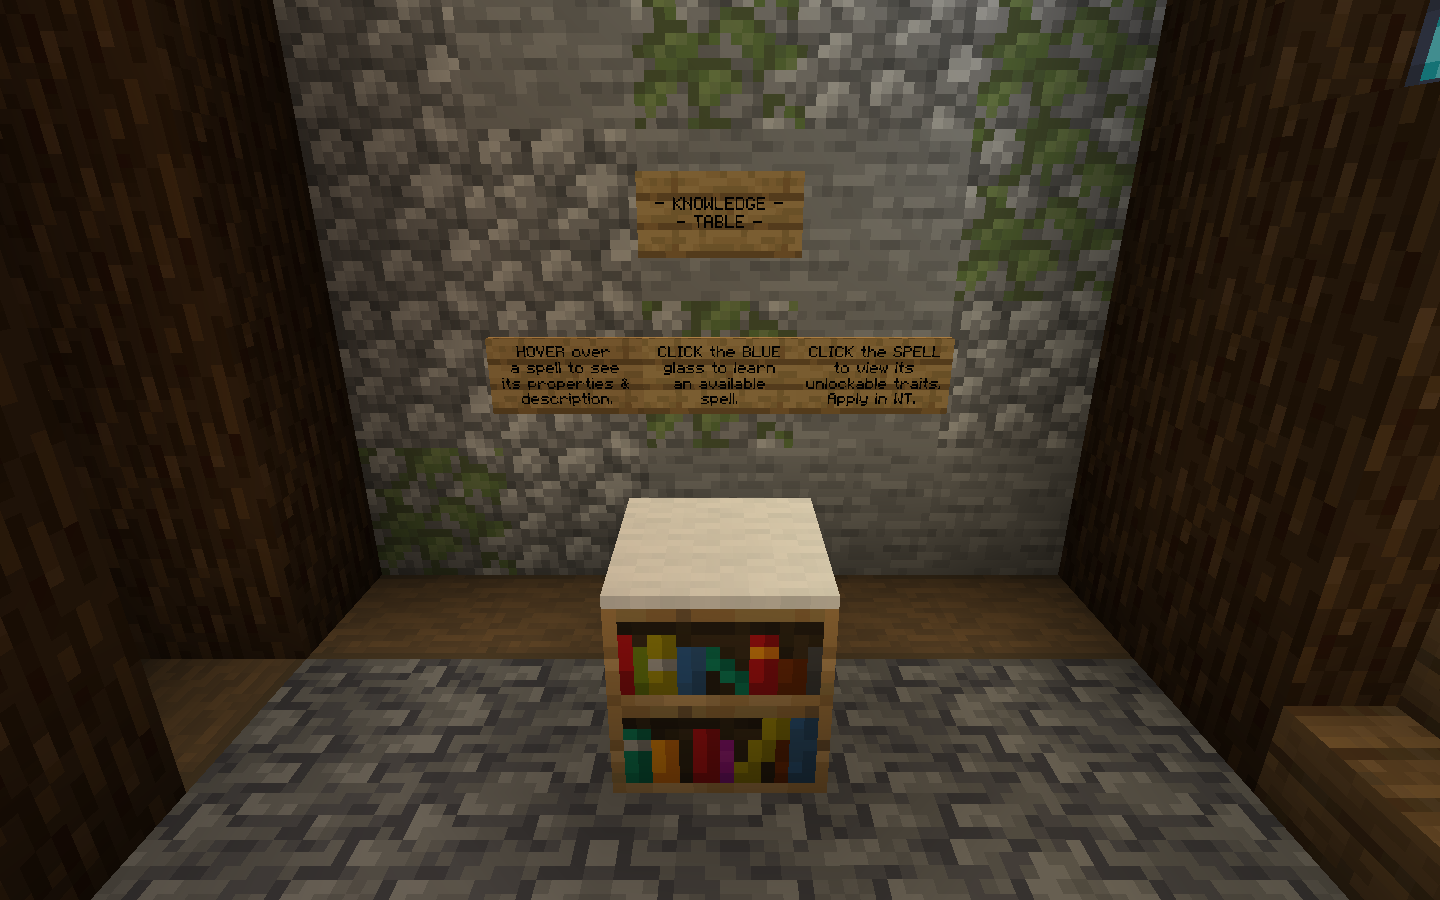 - KNOWLEDGE -
- TABLE -
HOVER over
a spell to see
its properties &
description.
CLICK the BLUE
glass to learn
an available
spell.
CLICK the SPELL
to view its
unlockable traits.
Apply in WT.